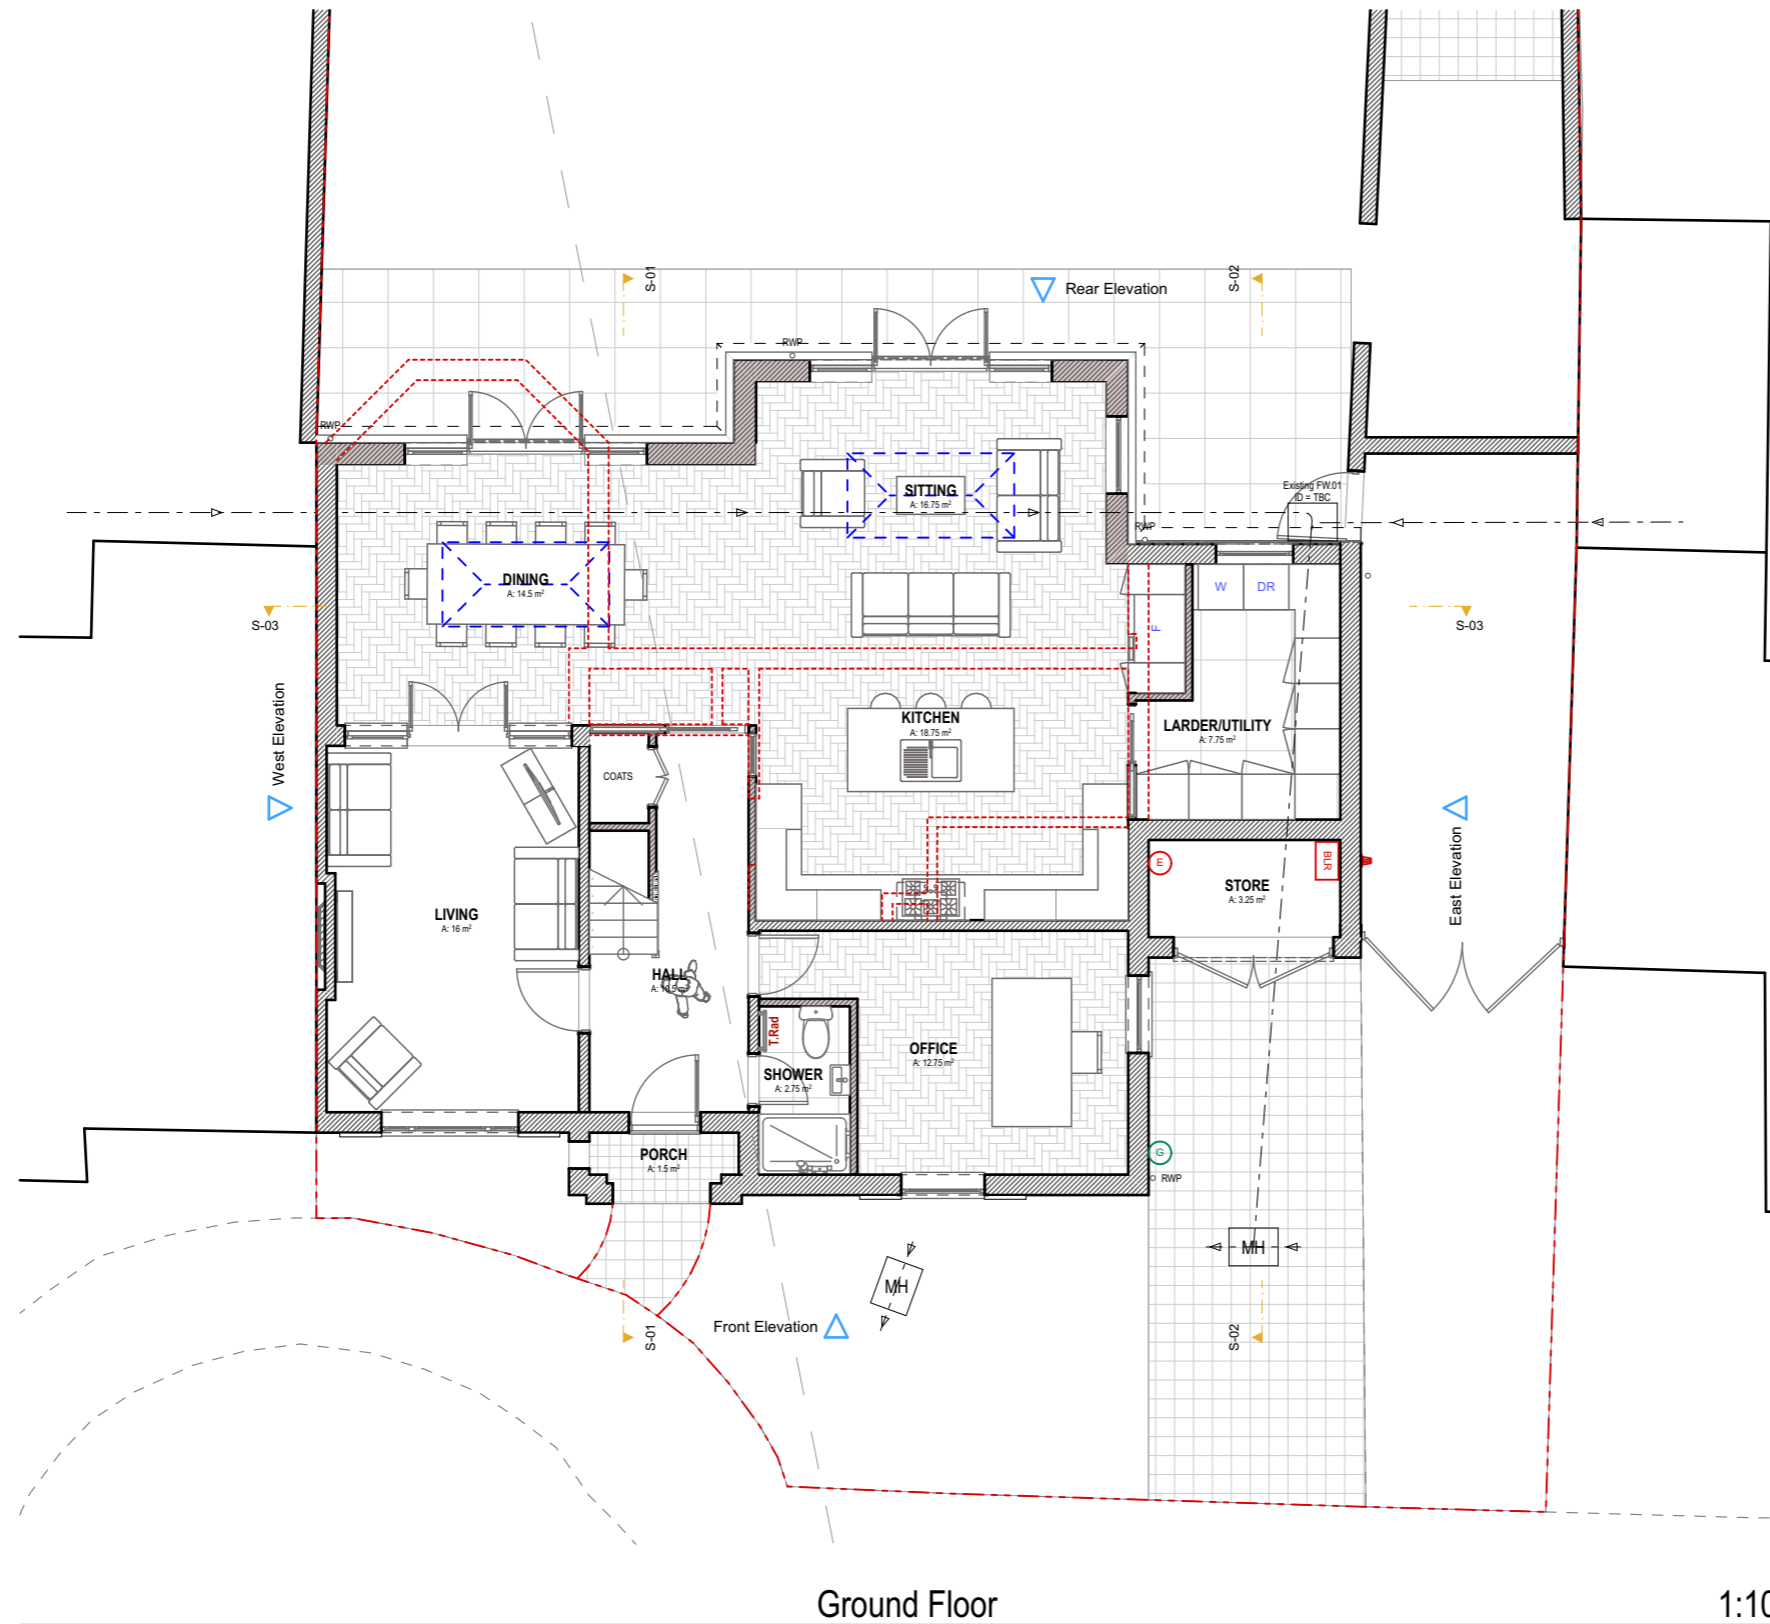 S-01
S-02
Rear Elevation
RWP
RWP
SITTING
A: 16.75 m²
Existing FW.01
ID = TBC
RWP
DINING
A: 14.5 m²
W
DR
F
S-03
S-03
West Elevation
KITCHEN
A: 18.75 m²
LARDER/UTILITY
A: 7.75 m²
COATS
E
BLR
STORE
A: 3.25 m²
East Elevation
LIVING
A: 16 m²
HALL
T.Rad
OFFICE
A: 12.75 m²
SHOWER
A: 2.75 m²
PORCH
A: 1.5 m²
G
RWP
MH
MH
Front Elevation
S-01
S-02
Ground Floor
1:10